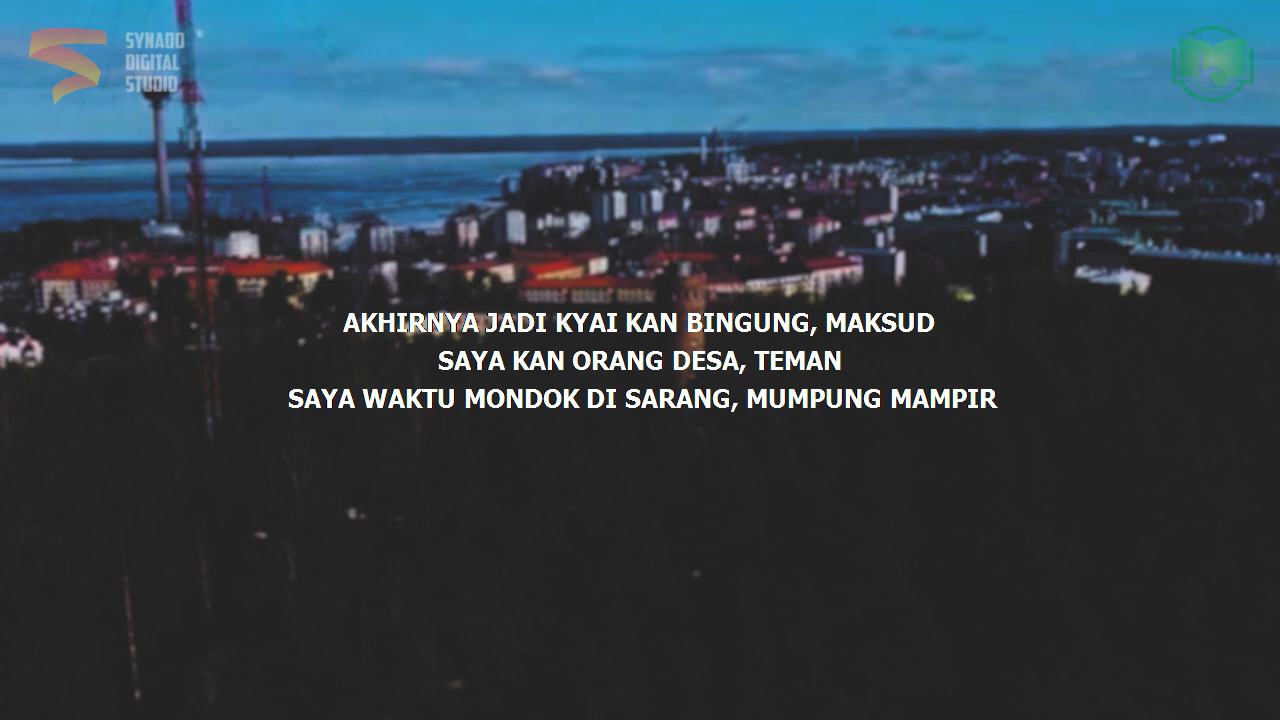 SYNADD
DIGITAL
STUDIO
AKHIRNYA JADI KYAI KAN BINGUNG, MAKSUD
SAYA KAN ORANG DESA, TEMAN
SAYA WAKTU MONDOK DI SARANG, MUMPUNG MAMPIR